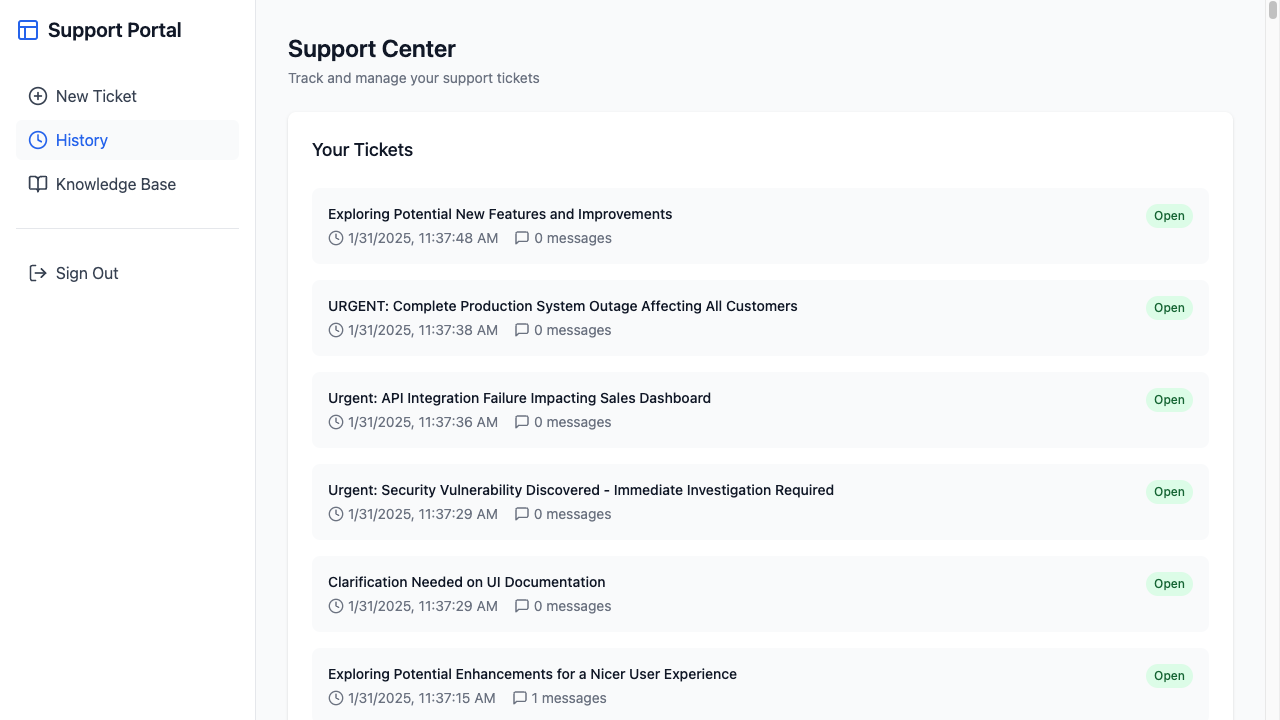 Support Portal
New Ticket
History
Knowledge Base
Sign Out
Support Center
Track and manage your support tickets
Your Tickets
Exploring Potential New Features and Improvements
Open
1/31/2025, 11:37:48 AM 0 messages
URGENT: Complete Production System Outage Affecting All Customers
Open
1/31/2025, 11:37:38 AM 0 messages
Urgent: API Integration Failure Impacting Sales Dashboard
Open
1/31/2025, 11:37:36 AM 0 messages
Urgent: Security Vulnerability Discovered - Immediate Investigation Required
Open
1/31/2025, 11:37:29 AM 0 messages
Clarification Needed on UI Documentation
Open
1/31/2025, 11:37:29 AM 0 messages
Exploring Potential Enhancements for a Nicer User Experience
Open
1/31/2025, 11:37:15 AM 1 messages